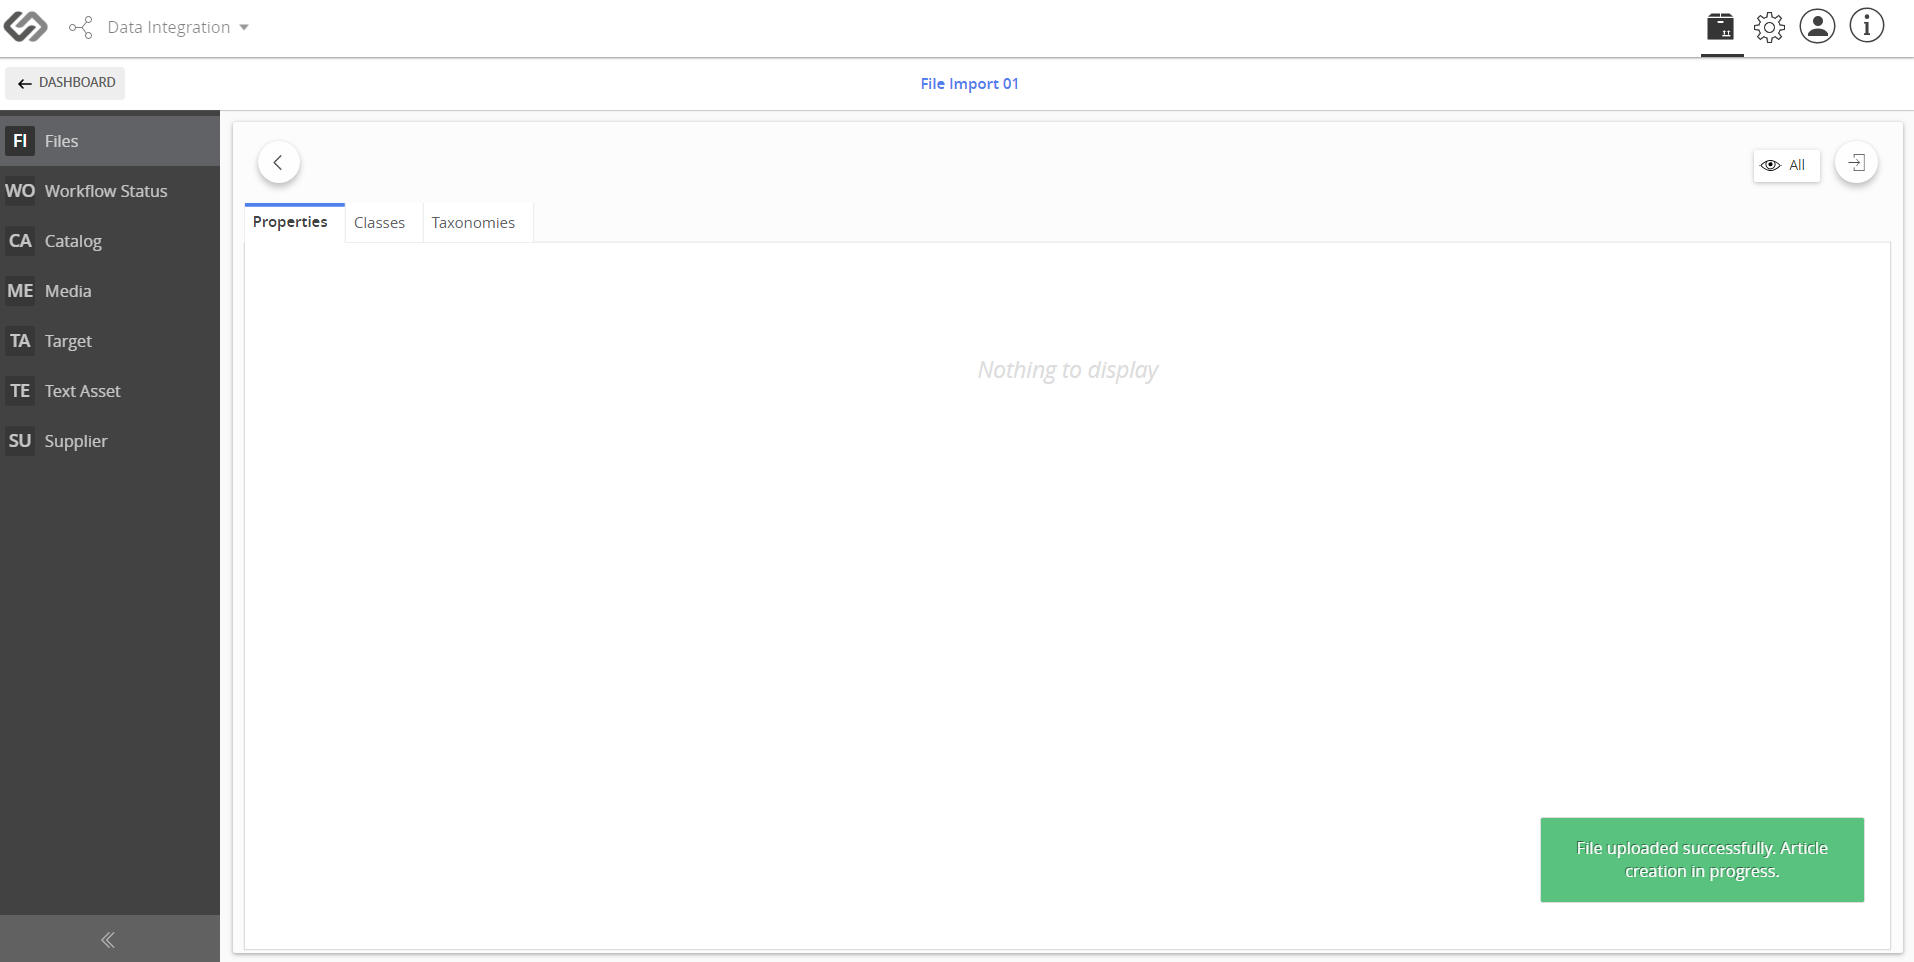 Data Integration
DASHBOARD
File Import 01
FI Files
WO Workflow Status
CA Catalog
ME Media
TA Target
TE Text Asset
SU Supplier
All
Properties Classes Taxonomies
Nothing to display
File uploaded successfully. Article
creation in progress.